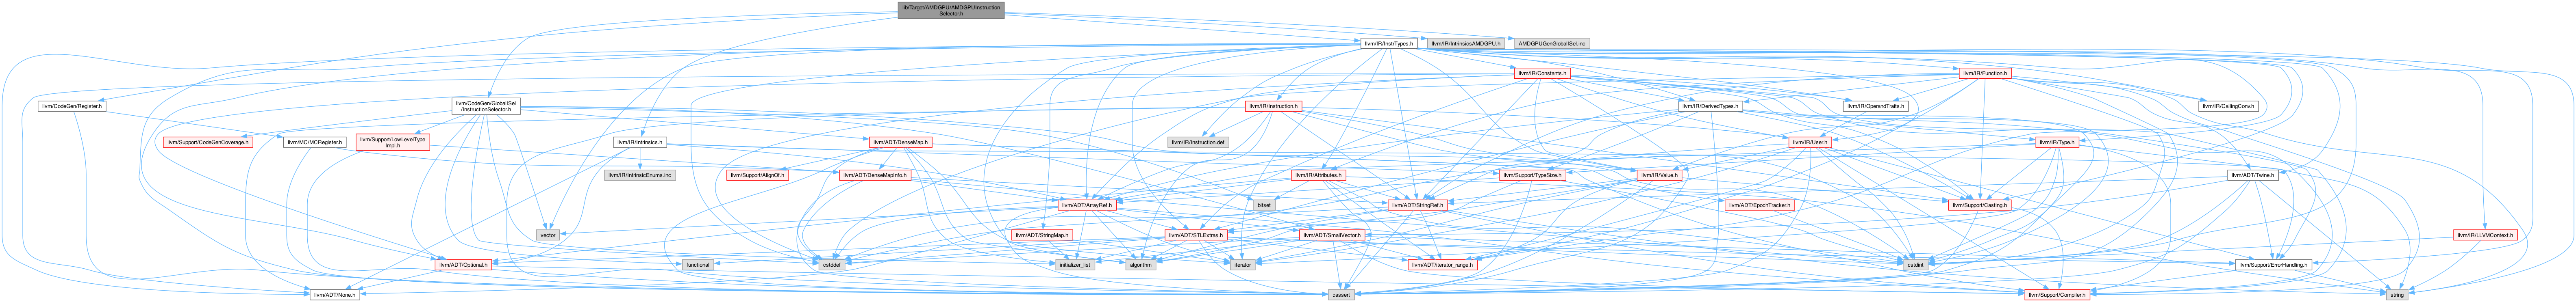 lib/Target/AMDGPU/AMDGPUInstruction
Selector.h
llvm/IR/InstrTypes.h
llvm/IR/IntrinsicsAMDGPU.h
AMDGPUGenGlobalISel.inc
llvm/IR/Constants.h
llvm/IR/Function.h
llvm/CodeGen/Register.h
llvm/CodeGen/GlobalISel
/InstructionSelector.h
llvm/IR/Instruction.h
llvm/IR/DerivedTypes.h
llvm/IR/OperandTraits.h
llvm/IR/CallingConv.h
llvm/Support/CodeGenCoverage.h
llvm/MC/MCRegister.h
llvm/Support/LowLevelType
Impl.h
llvm/IR/Intrinsics.h
llvm/ADT/DenseMap.h
llvm/IR/Instruction.def
llvm/IR/User.h
llvm/IR/Type.h
llvm/IR/IntrinsicEnums.inc
llvm/Support/AlignOf.h
llvm/ADT/DenseMapInfo.h
llvm/IR/Attributes.h
llvm/Support/TypeSize.h
llvm/IR/Value.h
llvm/ADT/Twine.h
bitset
llvm/ADT/ArrayRef.h
llvm/ADT/StringRef.h
llvm/ADT/EpochTracker.h
llvm/Support/Casting.h
vector
llvm/ADT/StringMap.h
llvm/ADT/STLExtras.h
llvm/ADT/SmallVector.h
llvm/IR/LLVMContext.h
llvm/ADT/Optional.h
functional
cstddef
initializer_list
algorithm
iterator
llvm/ADT/iterator_range.h
cstdint
llvm/Support/ErrorHandling.h
llvm/ADT/None.h
cassert
llvm/Support/Compiler.h
string